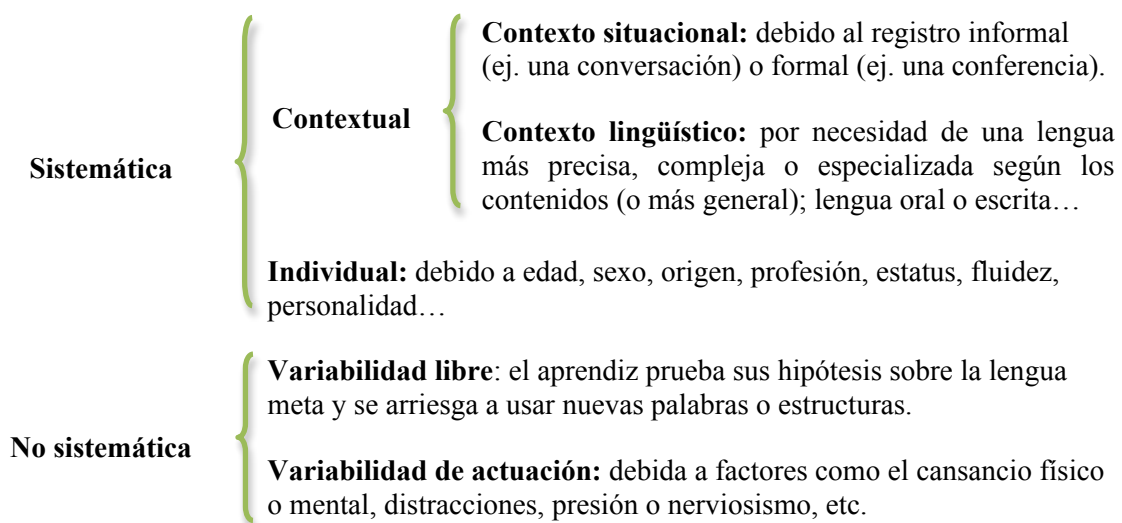 Contexto situacional: debido al registro informal
(ej. una conversación) o formal (ej. una conferencia).
Contextual
Contexto lingüístico: por necesidad de una lengua
más precisa, compleja o especializada según los
contenidos (o más general); lengua oral o escrita…
Sistemática
Individual: debido a edad, sexo, origen, profesión, estatus, fluidez,
personalidad…
Variabilidad libre: el aprendiz prueba sus hipótesis sobre la lengua
meta y se arriesga a usar nuevas palabras o estructuras.
No sistemática
Variabilidad de actuación: debida a factores como el cansancio físico
o mental, distracciones, presión o nerviosismo, etc.